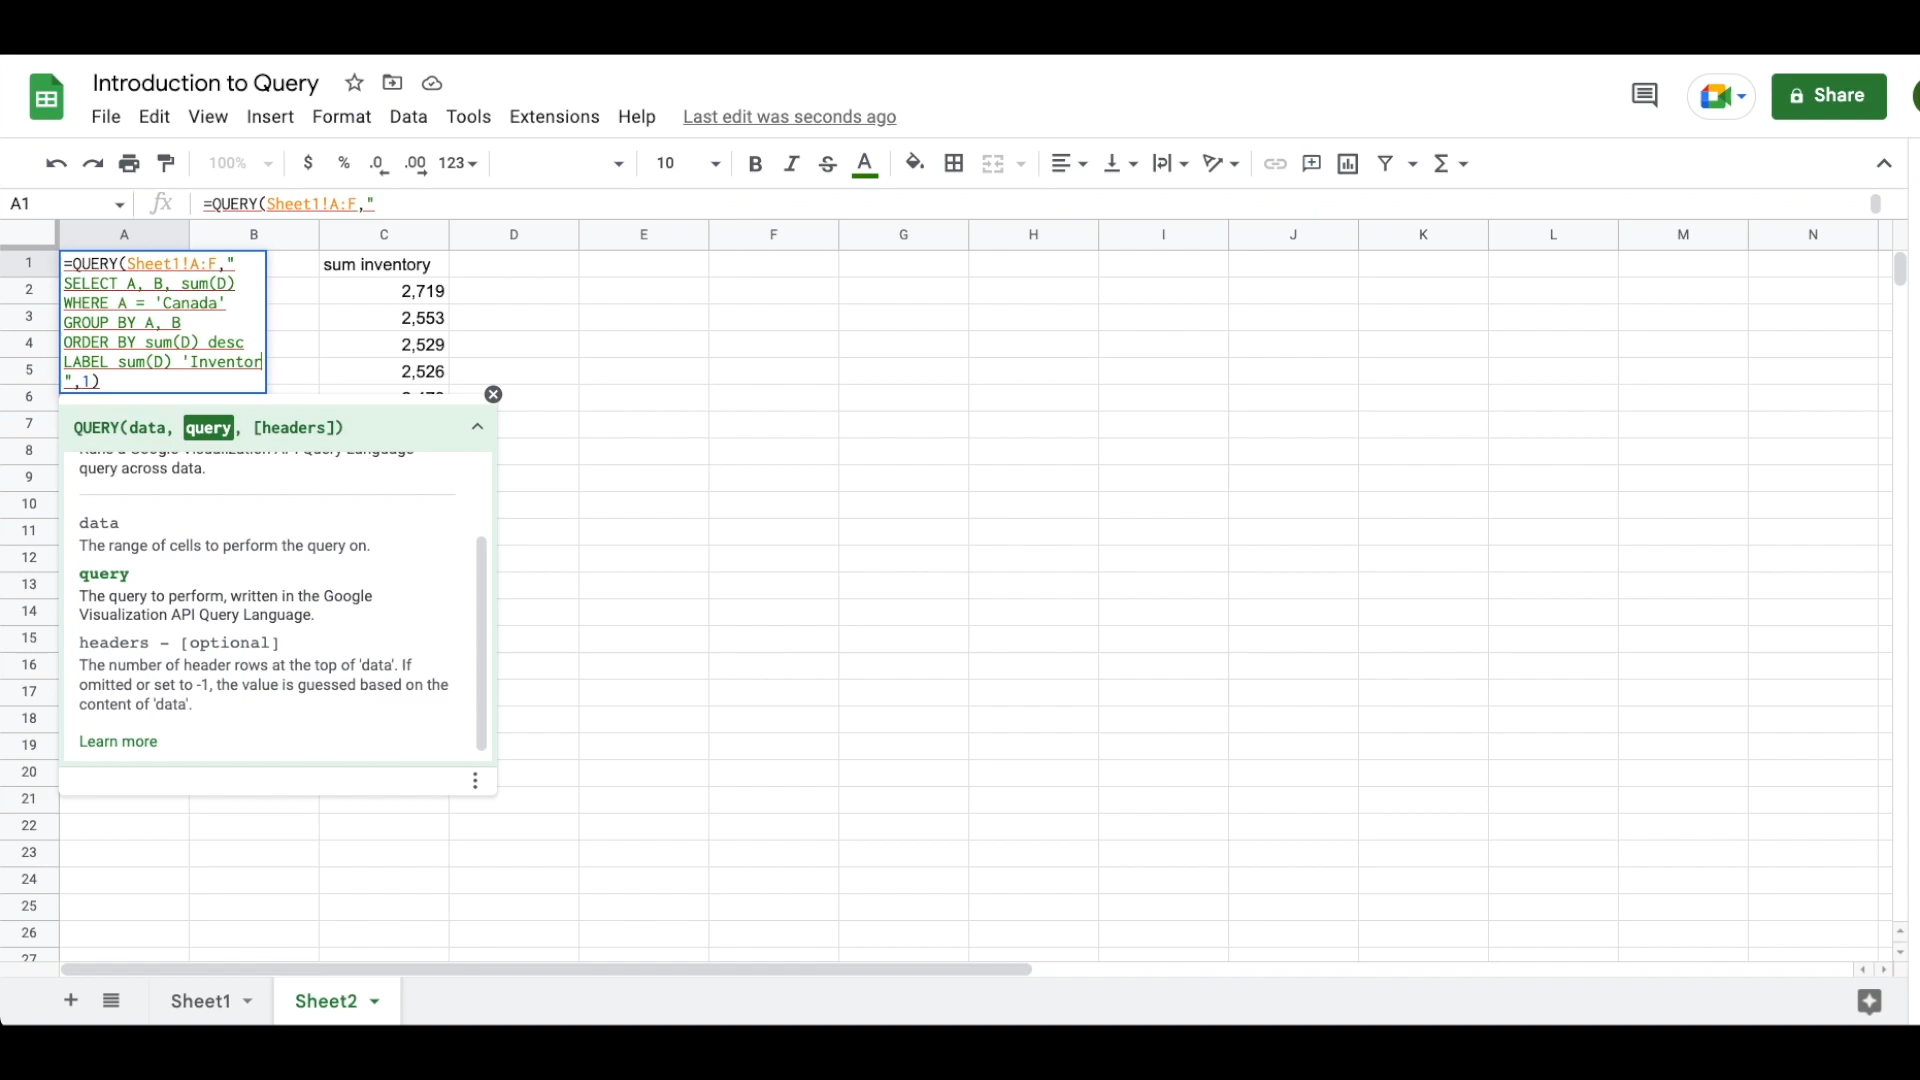 Introduction to Query
File Edit View Insert Format Data Tools Extensions Help Last edit was seconds ago
Share
100% $ % .0 .00 123 10 B I S A
A1 fx =QUERY(Sheet1!A:F,"
A B C D E F G H I J K L M N
1 =QUERY(Sheet1!A:F," sum inventory
SELECT A, B, sum(D)
2 2,719
WHERE A = 'Canada'
3 2,553
GROUP BY A, B
4 ORDER BY sum(D) desc 2,529
5 LABEL sum(D) 'Inventor 2,526
",1)
6
7 QUERY(data, query, [headers])
8
query across data.
9
10
data
11 The range of cells to perform the query on.
12
query
13 The query to perform, written in the Google
14 Visualization API Query Language.
15 headers - [optional]
16 The number of header rows at the top of 'data'. If
17 omitted or set to -1, the value is guessed based on the
18 content of 'data'.
19 Learn more
20
21
22
23
24
25
26
27
Sheet1 Sheet2